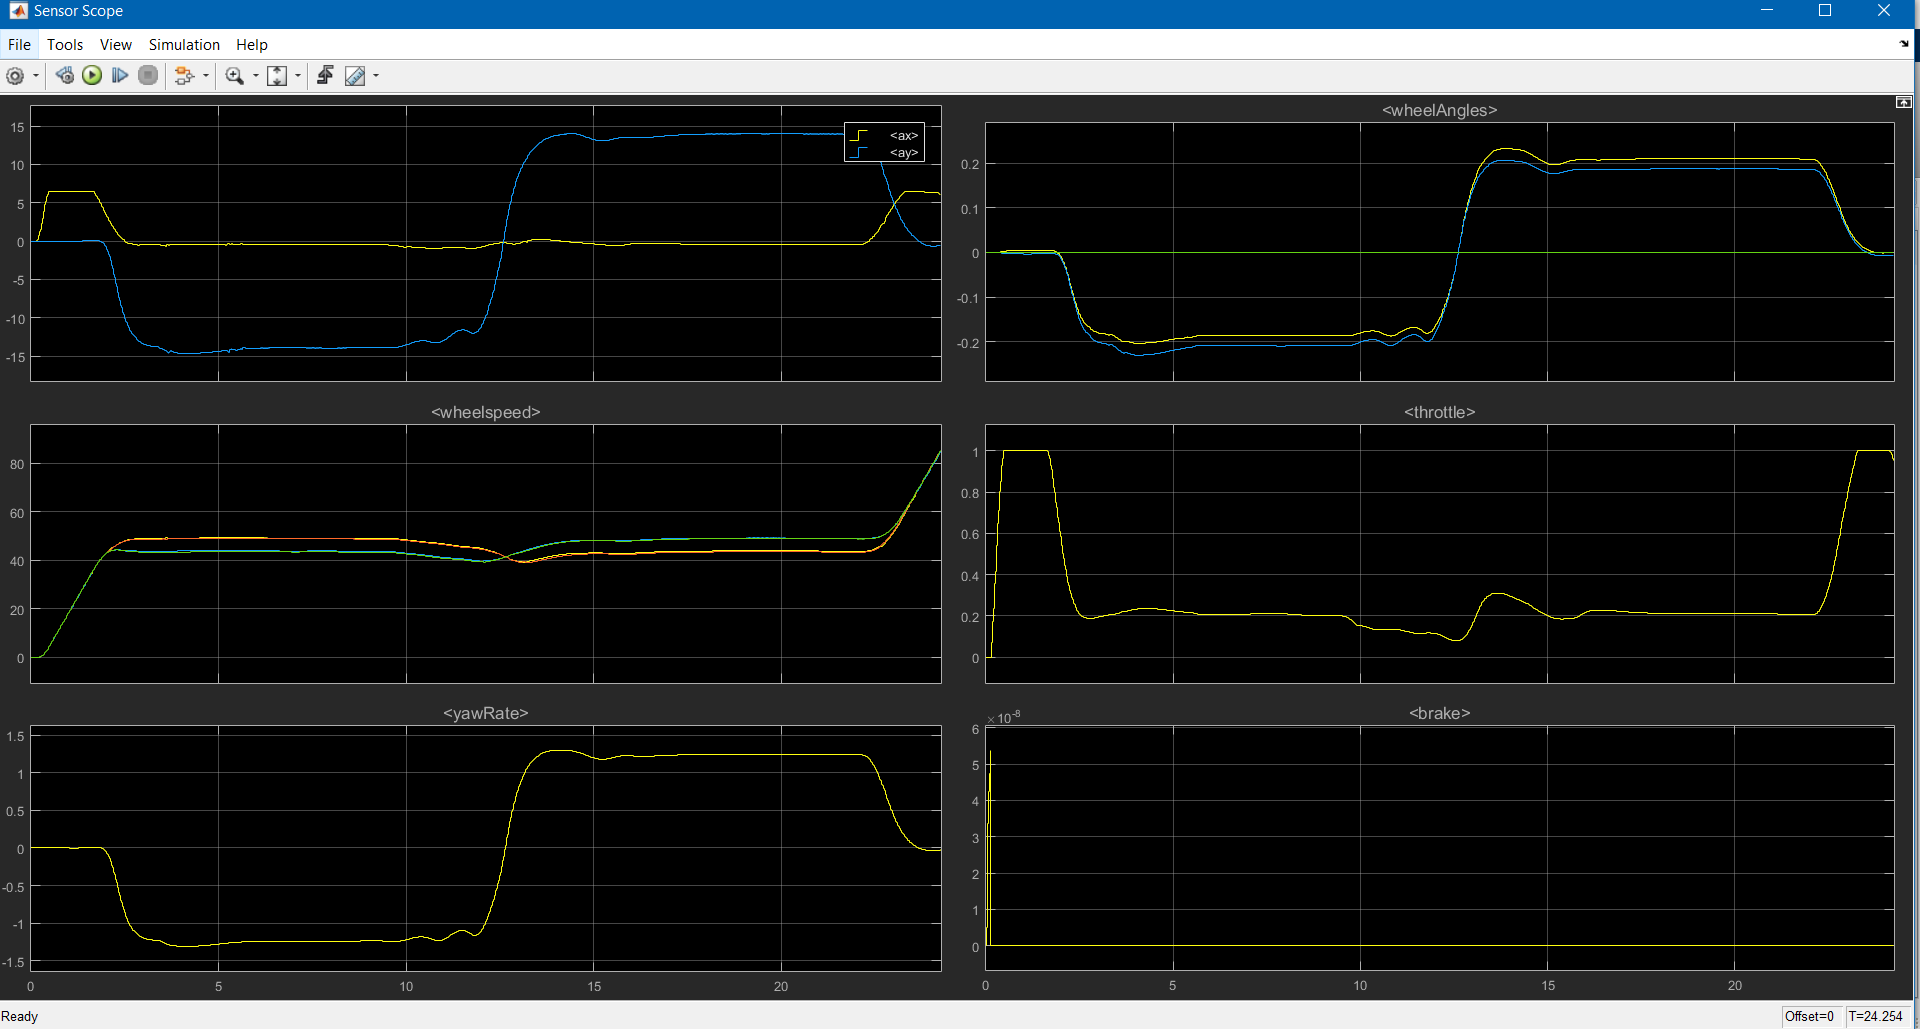 Sensor Scope
File Tools View Simulation Help
15
10
5
0
-5
-10
-15
<ax>
<ay>
<wheelAngles>
0.2
0.1
0
-0.1
-0.2
<wheelspeed>
80
60
40
20
0
<throttle>
1
0.8
0.6
0.4
0.2
0
<yawRate>
1.5
1
0.5
0
-0.5
-1
-1.5
0 5 10 15 20
<brake>
×10-8
6
5
4
3
2
1
0
0 5 10 15 20
Ready
Offset=0 T=24.254